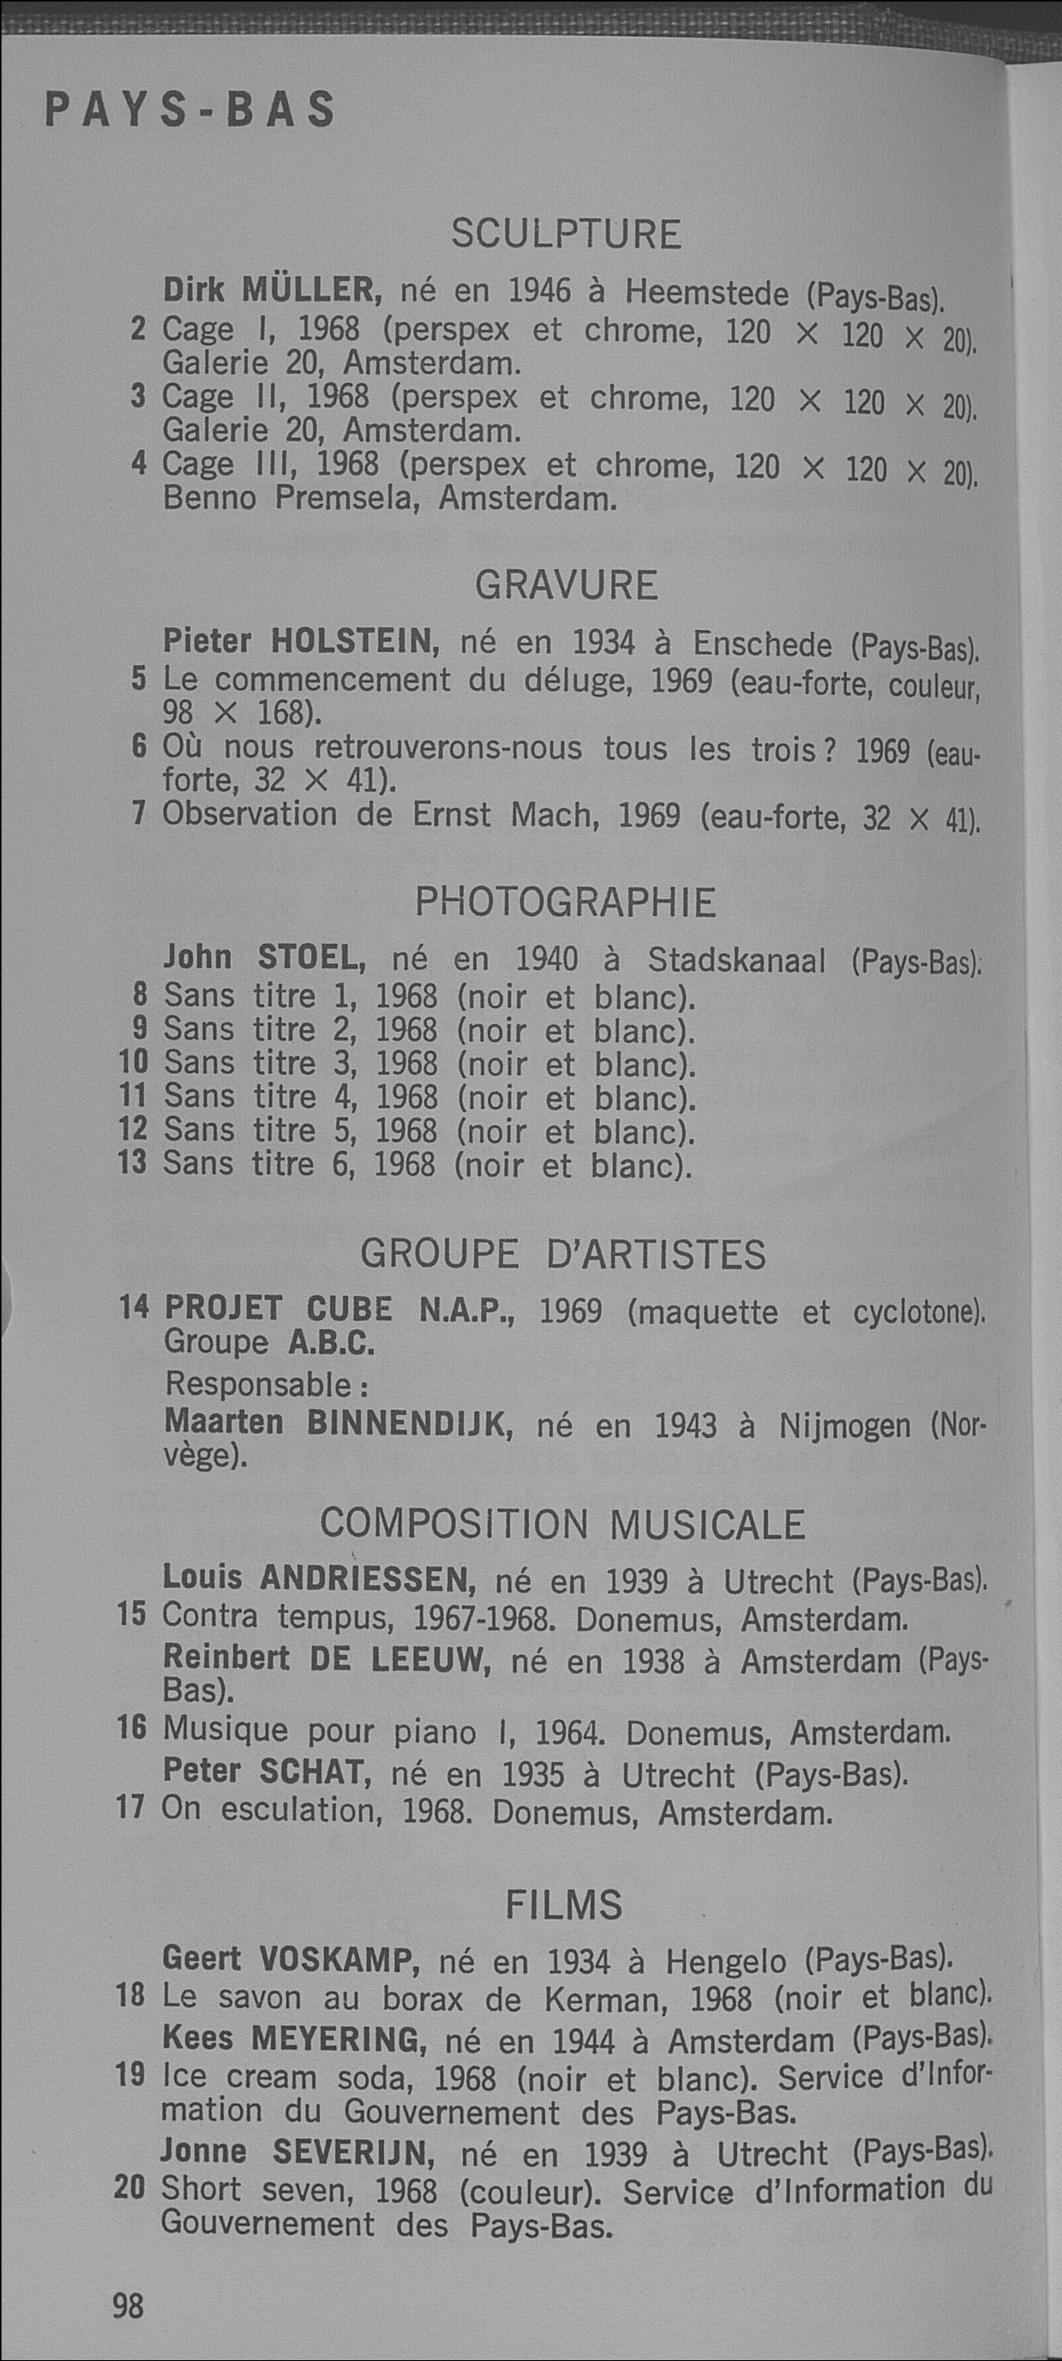 PAYS-BAS
SCULPTURE
Dirk MÜLLER, né en 1946 à Heemstede (Pays-Bas).
2 Cage I, 1968 (perspex et chrome, 120 × 120 × 20).
Galerie 20, Amsterdam.
3 Cage II, 1968 (perspex et chrome, 120 × 120 × 20).
Galerie 20, Amsterdam.
4 Cage III, 1968 (perspex et chrome, 120 × 120 × 20).
Benno Premsela, Amsterdam.
GRAVURE
Pieter HOLSTEIN, né en 1934 à Enschede (Pays-Bas).
5 Le commencement du déluge, 1969 (eau-forte, couleur,
98 × 168).
6 Où nous retrouverons-nous tous les trois ? 1969 (eau-
forte, 32 × 41).
7 Observation de Ernst Mach, 1969 (eau-forte, 32 × 41).
PHOTOGRAPHIE
John STOEL, né en 1940 à Stadskanaal (Pays-Bas).
8 Sans titre 1, 1968 (noir et blanc).
9 Sans titre 2, 1968 (noir et blanc).
10 Sans titre 3, 1968 (noir et blanc).
11 Sans titre 4, 1968 (noir et blanc).
12 Sans titre 5, 1968 (noir et blanc).
13 Sans titre 6, 1968 (noir et blanc).
GROUPE D'ARTISTES
14 PROJET CUBE N.A.P., 1969 (maquette et cyclotone).
Groupe A.B.C.
Responsable :
Maarten BINNENDIJK, né en 1943 à Nijmogen (Nor-
vège).
COMPOSITION MUSICALE
Louis ANDRIESSEN, né en 1939 à Utrecht (Pays-Bas).
15 Contra tempus, 1967-1968. Donemus, Amsterdam.
Reinbert DE LEEUW, né en 1938 à Amsterdam (Pays-
Bas).
16 Musique pour piano I, 1964. Donemus, Amsterdam.
Peter SCHAT, né en 1935 à Utrecht (Pays-Bas).
17 On esculation, 1968. Donemus, Amsterdam.
FILMS
Geert VOSKAMP, né en 1934 à Hengelo (Pays-Bas).
18 Le savon au borax de Kerman, 1968 (noir et blanc).
Kees MEYERING, né en 1944 à Amsterdam (Pays-Bas).
19 Ice cream soda, 1968 (noir et blanc). Service d'Infor-
mation du Gouvernement des Pays-Bas.
Jonne SEVERIJN, né en 1939 à Utrecht (Pays-Bas).
20 Short seven, 1968 (couleur). Service d'Information du
Gouvernement des Pays-Bas.
98